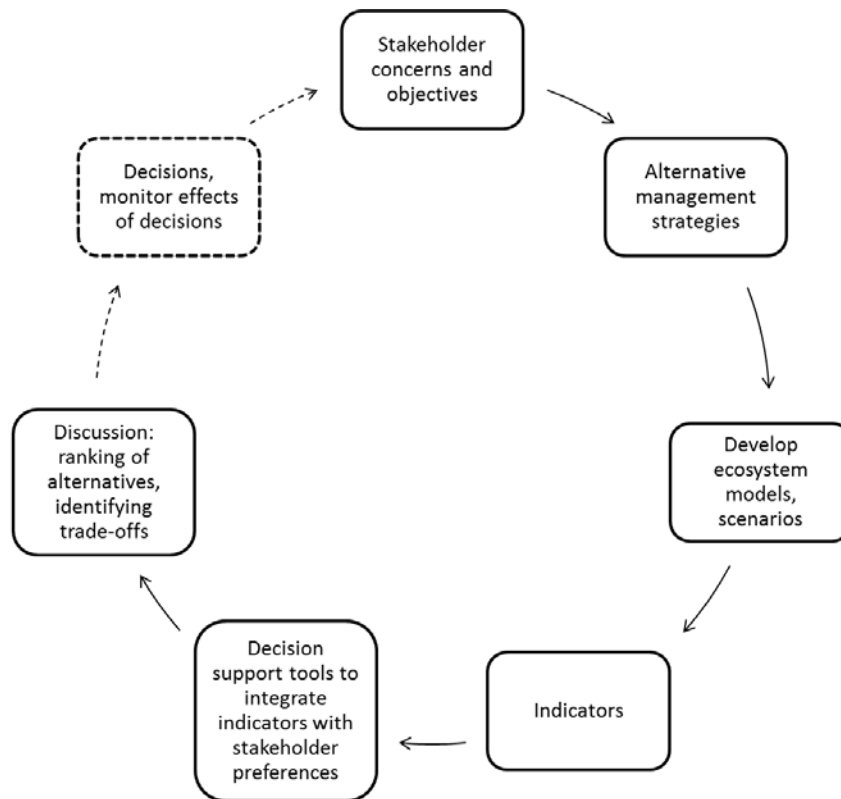 Stakeholder
concerns and
objectives
Alternative
management
strategies
Develop
ecosystem
models,
scenarios
Indicators
Decision
support tools to
integrate
indicators with
stakeholder
preferences
Discussion:
ranking of
alternatives,
identifying
trade-offs
Decisions,
monitor effects
of decisions